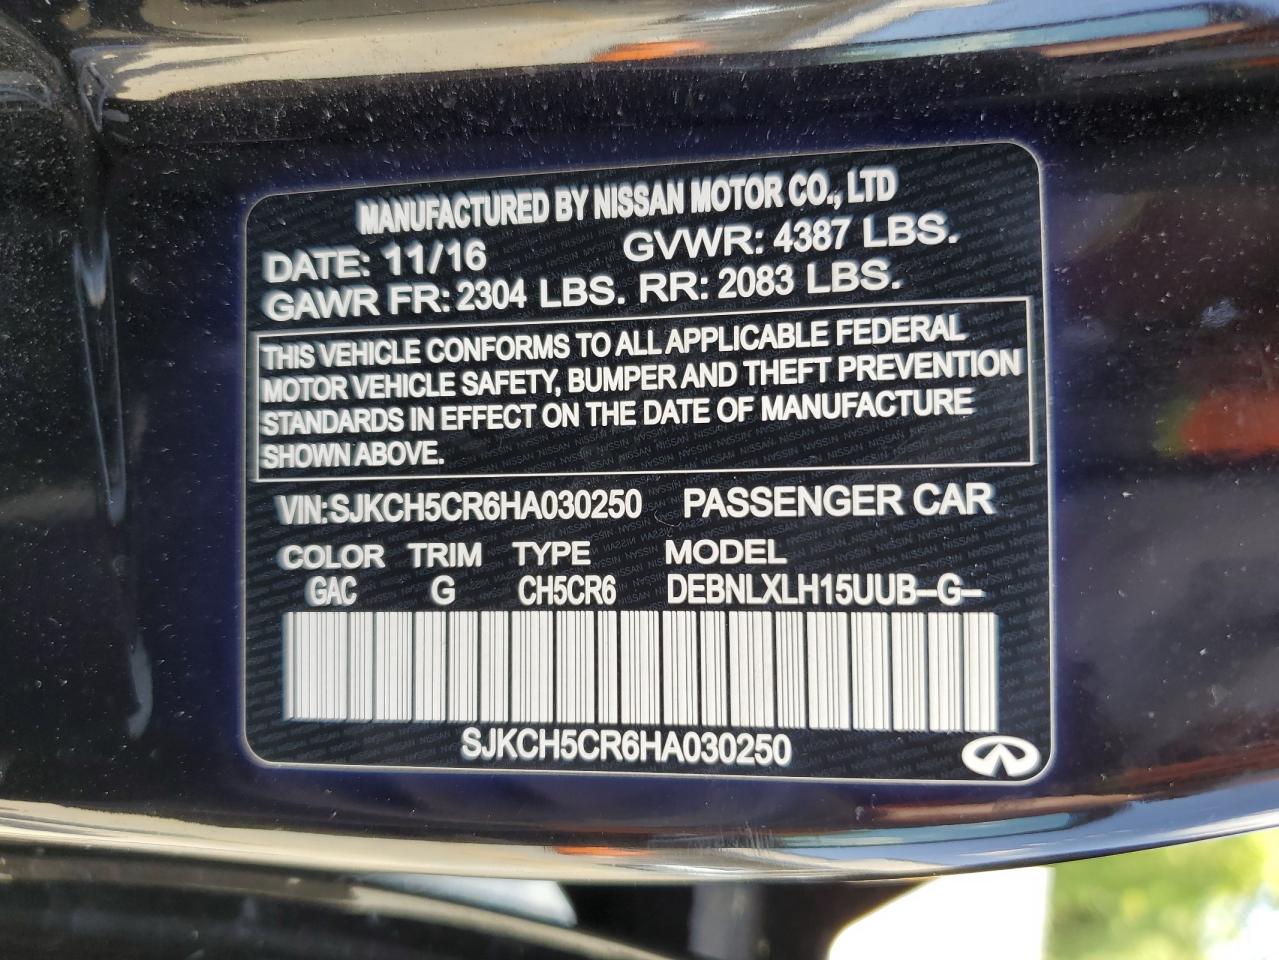 MANUFACTURED BY NISSAN MOTOR CO., LTD
DATE: 11/16 GVWR: 4387 LBS.
GAWR FR: 2304 LBS. RR: 2083 LBS.
THIS VEHICLE CONFORMS TO ALL APPLICABLE FEDERAL
MOTOR VEHICLE SAFETY, BUMPER AND THEFT PREVENTION
STANDARDS IN EFFECT ON THE DATE OF MANUFACTURE
SHOWN ABOVE.
VIN:SJKCH5CR6HA030250 PASSENGER CAR
COLOR TRIM TYPE MODEL
GAC G CH5CR6 DEBNLXLH15UUB–G–
SJKCH5CR6HA030250